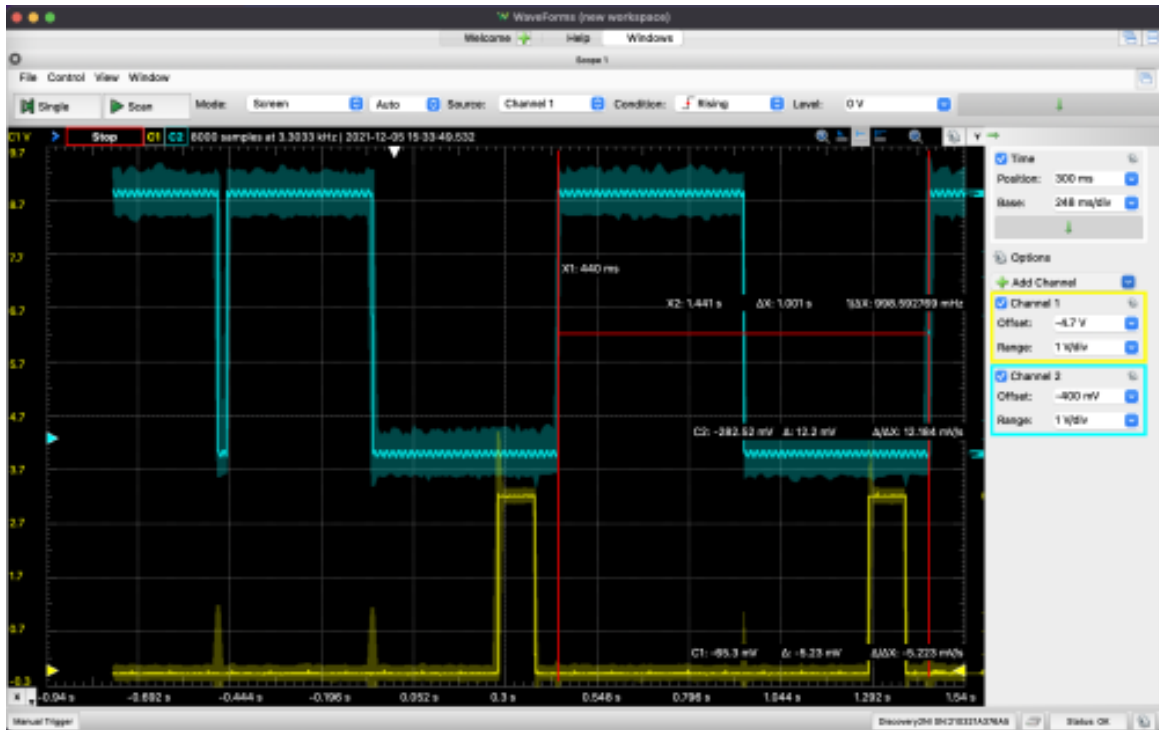 WaveForms (new workspace)
Welcome Help Windows
Scope 1
File Control View Window
Single Scan Mode: Screen Auto Source: Channel 1 Condition: Rising Level: 0 V
C1 V Stop C1 C2 8000 samples at 3.3033 kHz | 2021-12-05 15:33:49.532 Y
9.7
8.7
7.7
6.7
5.7
4.7
3.7
2.7
1.7
0.7
-0.3
X1: 440 ms
X2: 1.441 s ΔX: 1.001 s 1/ΔX: 998.592769 mHz
C2: -282.52 mV Δ: 12.2 mV Δ/ΔX: 12.184 mV/s
C1: -65.3 mV Δ: -5.23 mV Δ/ΔX: -5.223 mV/s
X -0.94 s -0.692 s -0.444 s -0.196 s 0.052 s 0.3 s 0.548 s 0.796 s 1.044 s 1.292 s 1.54 s
Time
Position: 300 ms
Base: 248 ms/div
Options
Add Channel
Channel 1
Offset: -4.7 V
Range: 1 V/div
Channel 2
Offset: -400 mV
Range: 1 V/div
Manual Trigger Status: OK